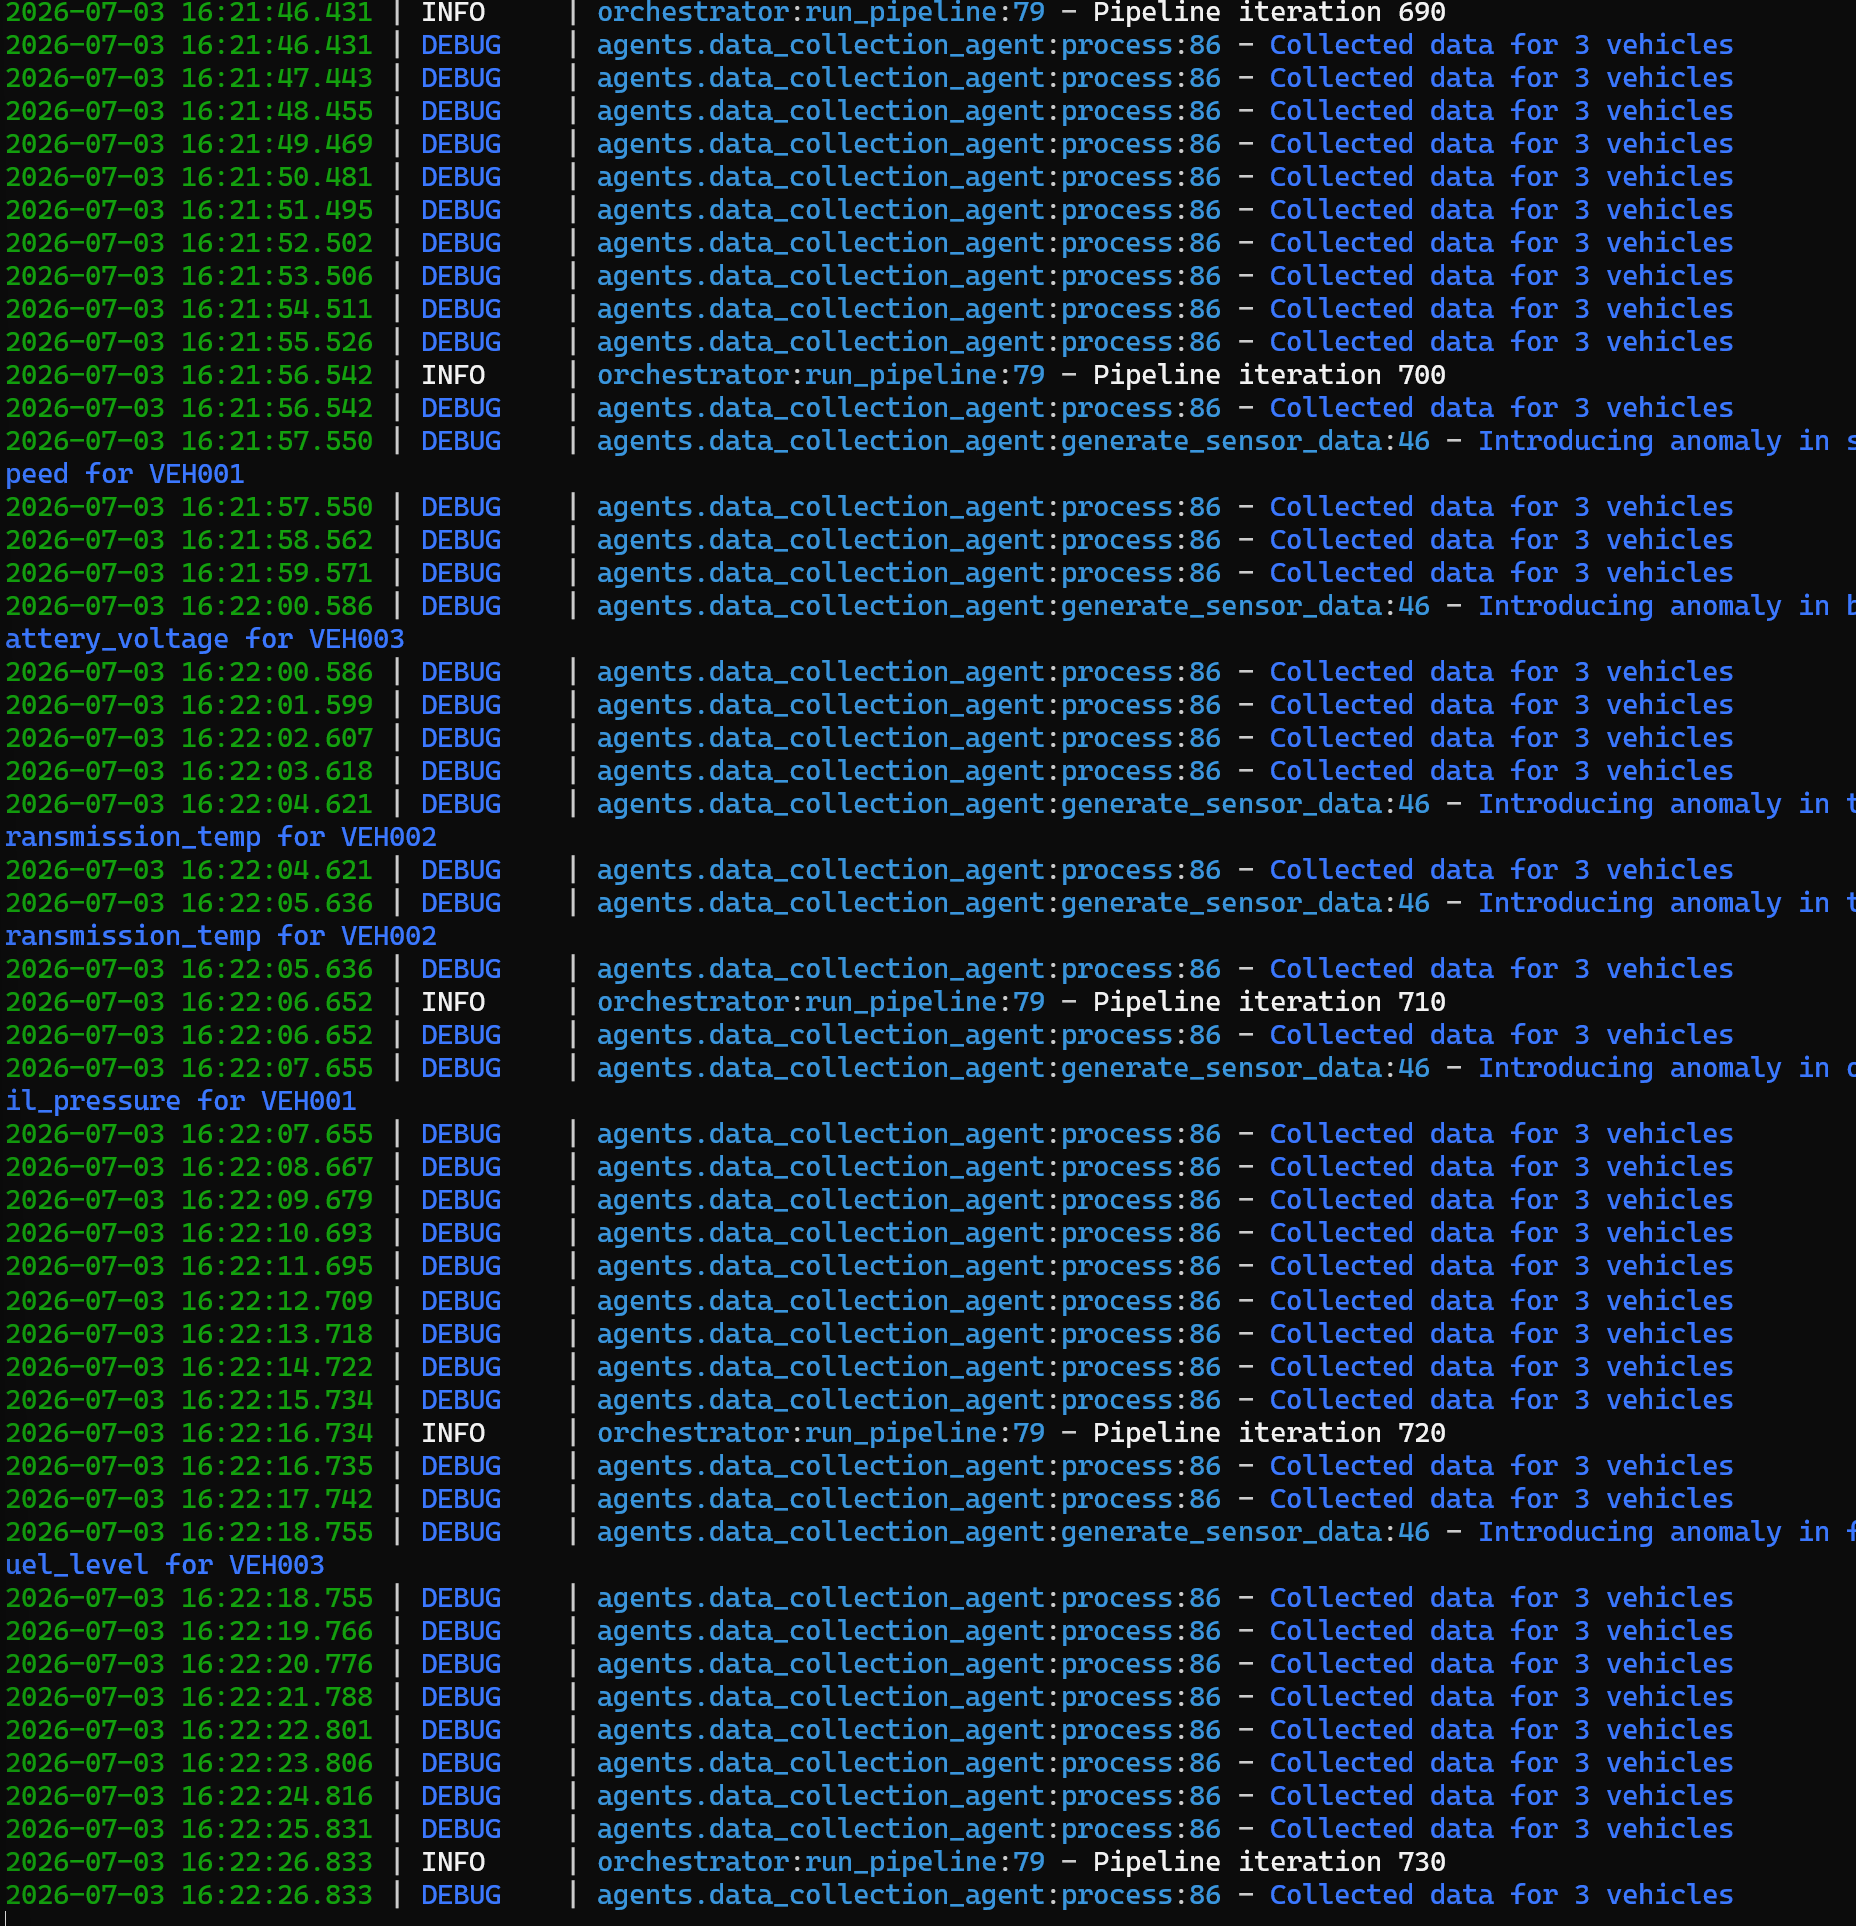 2026-07-03 16:21:46.431 | INFO     | orchestrator:run_pipeline:79 - Pipeline iteration 690
2026-07-03 16:21:46.431 | DEBUG    | agents.data_collection_agent:process:86 - Collected data for 3 vehicles
2026-07-03 16:21:47.443 | DEBUG    | agents.data_collection_agent:process:86 - Collected data for 3 vehicles
2026-07-03 16:21:48.455 | DEBUG    | agents.data_collection_agent:process:86 - Collected data for 3 vehicles
2026-07-03 16:21:49.469 | DEBUG    | agents.data_collection_agent:process:86 - Collected data for 3 vehicles
2026-07-03 16:21:50.481 | DEBUG    | agents.data_collection_agent:process:86 - Collected data for 3 vehicles
2026-07-03 16:21:51.495 | DEBUG    | agents.data_collection_agent:process:86 - Collected data for 3 vehicles
2026-07-03 16:21:52.502 | DEBUG    | agents.data_collection_agent:process:86 - Collected data for 3 vehicles
2026-07-03 16:21:53.506 | DEBUG    | agents.data_collection_agent:process:86 - Collected data for 3 vehicles
2026-07-03 16:21:54.511 | DEBUG    | agents.data_collection_agent:process:86 - Collected data for 3 vehicles
2026-07-03 16:21:55.526 | DEBUG    | agents.data_collection_agent:process:86 - Collected data for 3 vehicles
2026-07-03 16:21:56.542 | INFO     | orchestrator:run_pipeline:79 - Pipeline iteration 700
2026-07-03 16:21:56.542 | DEBUG    | agents.data_collection_agent:process:86 - Collected data for 3 vehicles
2026-07-03 16:21:57.550 | DEBUG    | agents.data_collection_agent:generate_sensor_data:46 - Introducing anomaly in s
peed for VEH001
2026-07-03 16:21:57.550 | DEBUG    | agents.data_collection_agent:process:86 - Collected data for 3 vehicles
2026-07-03 16:21:58.562 | DEBUG    | agents.data_collection_agent:process:86 - Collected data for 3 vehicles
2026-07-03 16:21:59.571 | DEBUG    | agents.data_collection_agent:process:86 - Collected data for 3 vehicles
2026-07-03 16:22:00.586 | DEBUG    | agents.data_collection_agent:generate_sensor_data:46 - Introducing anomaly in b
attery_voltage for VEH003
2026-07-03 16:22:00.586 | DEBUG    | agents.data_collection_agent:process:86 - Collected data for 3 vehicles
2026-07-03 16:22:01.599 | DEBUG    | agents.data_collection_agent:process:86 - Collected data for 3 vehicles
2026-07-03 16:22:02.607 | DEBUG    | agents.data_collection_agent:process:86 - Collected data for 3 vehicles
2026-07-03 16:22:03.618 | DEBUG    | agents.data_collection_agent:process:86 - Collected data for 3 vehicles
2026-07-03 16:22:04.621 | DEBUG    | agents.data_collection_agent:generate_sensor_data:46 - Introducing anomaly in t
ransmission_temp for VEH002
2026-07-03 16:22:04.621 | DEBUG    | agents.data_collection_agent:process:86 - Collected data for 3 vehicles
2026-07-03 16:22:05.636 | DEBUG    | agents.data_collection_agent:generate_sensor_data:46 - Introducing anomaly in t
ransmission_temp for VEH002
2026-07-03 16:22:05.636 | DEBUG    | agents.data_collection_agent:process:86 - Collected data for 3 vehicles
2026-07-03 16:22:06.652 | INFO     | orchestrator:run_pipeline:79 - Pipeline iteration 710
2026-07-03 16:22:06.652 | DEBUG    | agents.data_collection_agent:process:86 - Collected data for 3 vehicles
2026-07-03 16:22:07.655 | DEBUG    | agents.data_collection_agent:generate_sensor_data:46 - Introducing anomaly in o
il_pressure for VEH001
2026-07-03 16:22:07.655 | DEBUG    | agents.data_collection_agent:process:86 - Collected data for 3 vehicles
2026-07-03 16:22:08.667 | DEBUG    | agents.data_collection_agent:process:86 - Collected data for 3 vehicles
2026-07-03 16:22:09.679 | DEBUG    | agents.data_collection_agent:process:86 - Collected data for 3 vehicles
2026-07-03 16:22:10.693 | DEBUG    | agents.data_collection_agent:process:86 - Collected data for 3 vehicles
2026-07-03 16:22:11.695 | DEBUG    | agents.data_collection_agent:process:86 - Collected data for 3 vehicles
2026-07-03 16:22:12.709 | DEBUG    | agents.data_collection_agent:process:86 - Collected data for 3 vehicles
2026-07-03 16:22:13.718 | DEBUG    | agents.data_collection_agent:process:86 - Collected data for 3 vehicles
2026-07-03 16:22:14.722 | DEBUG    | agents.data_collection_agent:process:86 - Collected data for 3 vehicles
2026-07-03 16:22:15.734 | DEBUG    | agents.data_collection_agent:process:86 - Collected data for 3 vehicles
2026-07-03 16:22:16.734 | INFO     | orchestrator:run_pipeline:79 - Pipeline iteration 720
2026-07-03 16:22:16.735 | DEBUG    | agents.data_collection_agent:process:86 - Collected data for 3 vehicles
2026-07-03 16:22:17.742 | DEBUG    | agents.data_collection_agent:process:86 - Collected data for 3 vehicles
2026-07-03 16:22:18.755 | DEBUG    | agents.data_collection_agent:generate_sensor_data:46 - Introducing anomaly in f
uel_level for VEH003
2026-07-03 16:22:18.755 | DEBUG    | agents.data_collection_agent:process:86 - Collected data for 3 vehicles
2026-07-03 16:22:19.766 | DEBUG    | agents.data_collection_agent:process:86 - Collected data for 3 vehicles
2026-07-03 16:22:20.776 | DEBUG    | agents.data_collection_agent:process:86 - Collected data for 3 vehicles
2026-07-03 16:22:21.788 | DEBUG    | agents.data_collection_agent:process:86 - Collected data for 3 vehicles
2026-07-03 16:22:22.801 | DEBUG    | agents.data_collection_agent:process:86 - Collected data for 3 vehicles
2026-07-03 16:22:23.806 | DEBUG    | agents.data_collection_agent:process:86 - Collected data for 3 vehicles
2026-07-03 16:22:24.816 | DEBUG    | agents.data_collection_agent:process:86 - Collected data for 3 vehicles
2026-07-03 16:22:25.831 | DEBUG    | agents.data_collection_agent:process:86 - Collected data for 3 vehicles
2026-07-03 16:22:26.833 | INFO     | orchestrator:run_pipeline:79 - Pipeline iteration 730
2026-07-03 16:22:26.833 | DEBUG    | agents.data_collection_agent:process:86 - Collected data for 3 vehicles